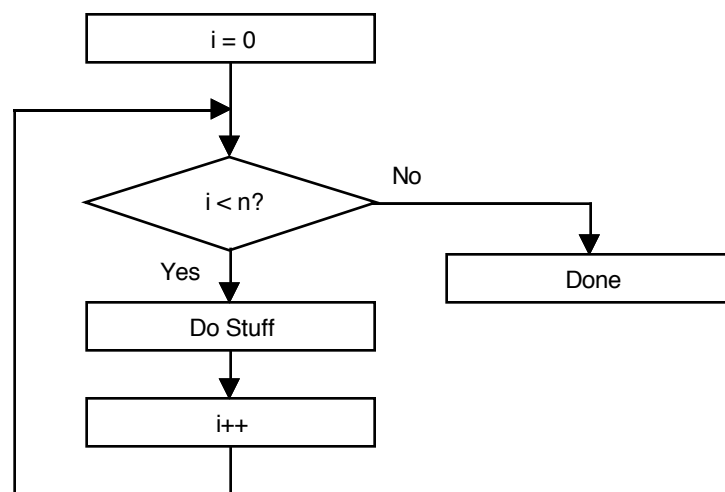 i = 0
i < n?
No
Yes
Done
Do Stuff
i++